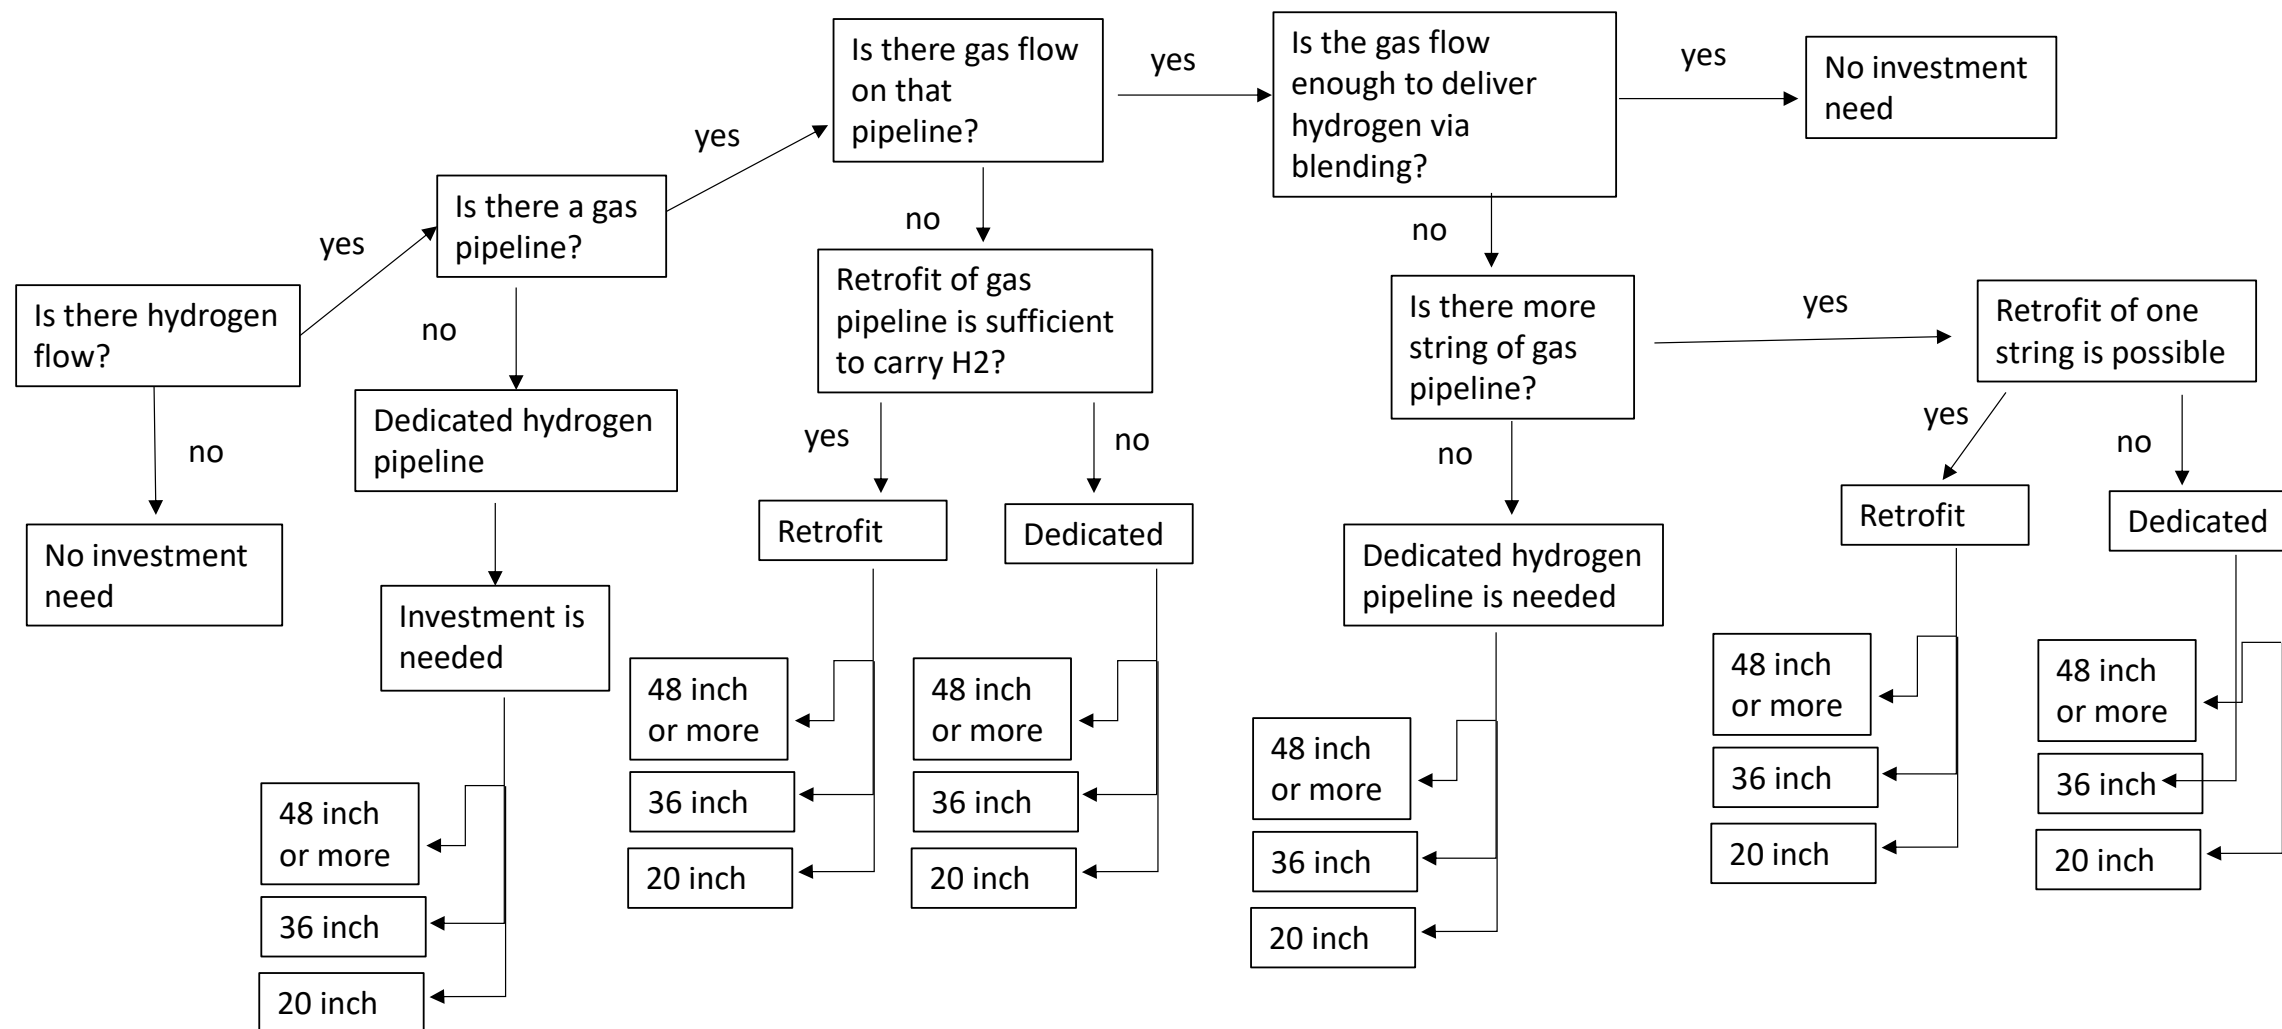 Is there hydrogen
flow?
yes
no
No investment
need
Is there a gas
pipeline?
yes
no
Dedicated hydrogen
pipeline
Investment is
needed
48 inch
or more
36 inch
20 inch
Is there gas flow
on that
pipeline?
yes
no
Retrofit of gas
pipeline is sufficient
to carry H2?
yes
no
Retrofit
48 inch
or more
36 inch
20 inch
Dedicated
48 inch
or more
36 inch
20 inch
Is the gas flow
enough to deliver
hydrogen via
blending?
yes
No investment
need
no
Is there more
string of gas
pipeline?
yes
no
Dedicated hydrogen
pipeline is needed
48 inch
or more
36 inch
20 inch
Retrofit of one
string is possible
yes
no
Retrofit
48 inch
or more
36 inch
20 inch
Dedicated
48 inch
or more
36 inch
20 inch